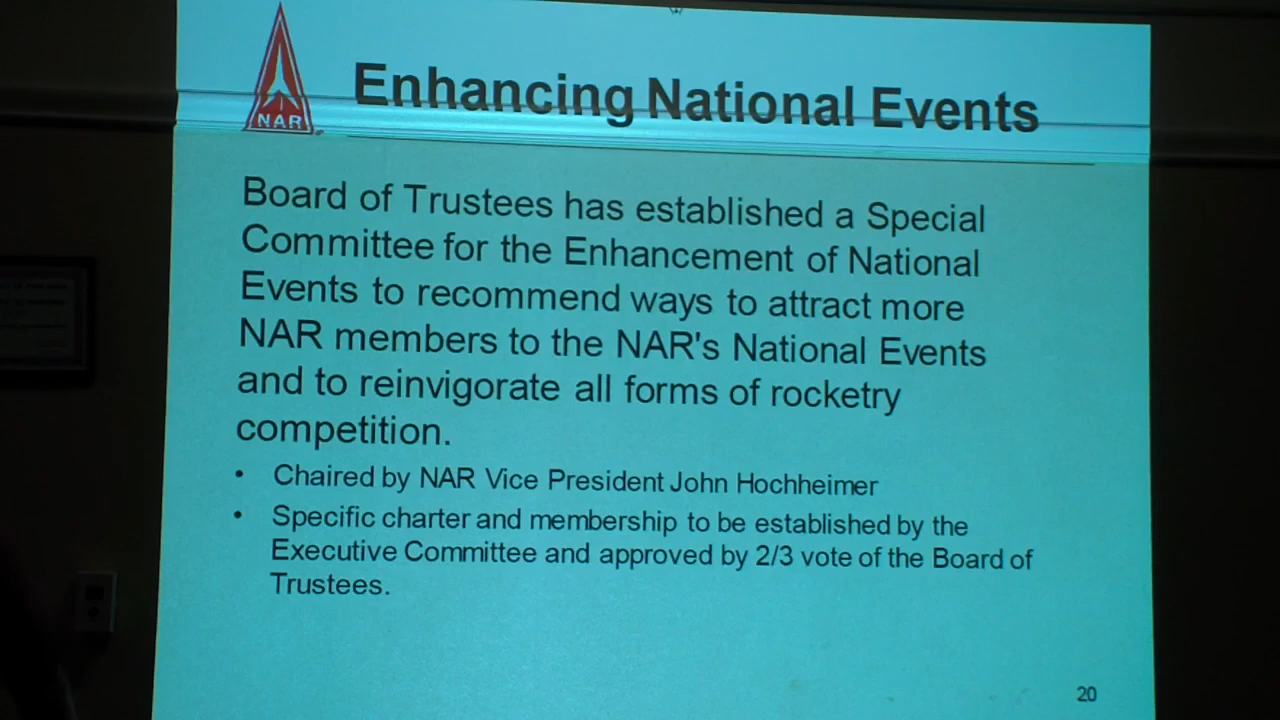 NAR
Enhancing National Events
Board of Trustees has established a Special
Committee for the Enhancement of National
Events to recommend ways to attract more
NAR members to the NAR's National Events
and to reinvigorate all forms of rocketry
competition.
• Chaired by NAR Vice President John Hochheimer
• Specific charter and membership to be established by the
Executive Committee and approved by 2/3 vote of the Board of
Trustees.
20